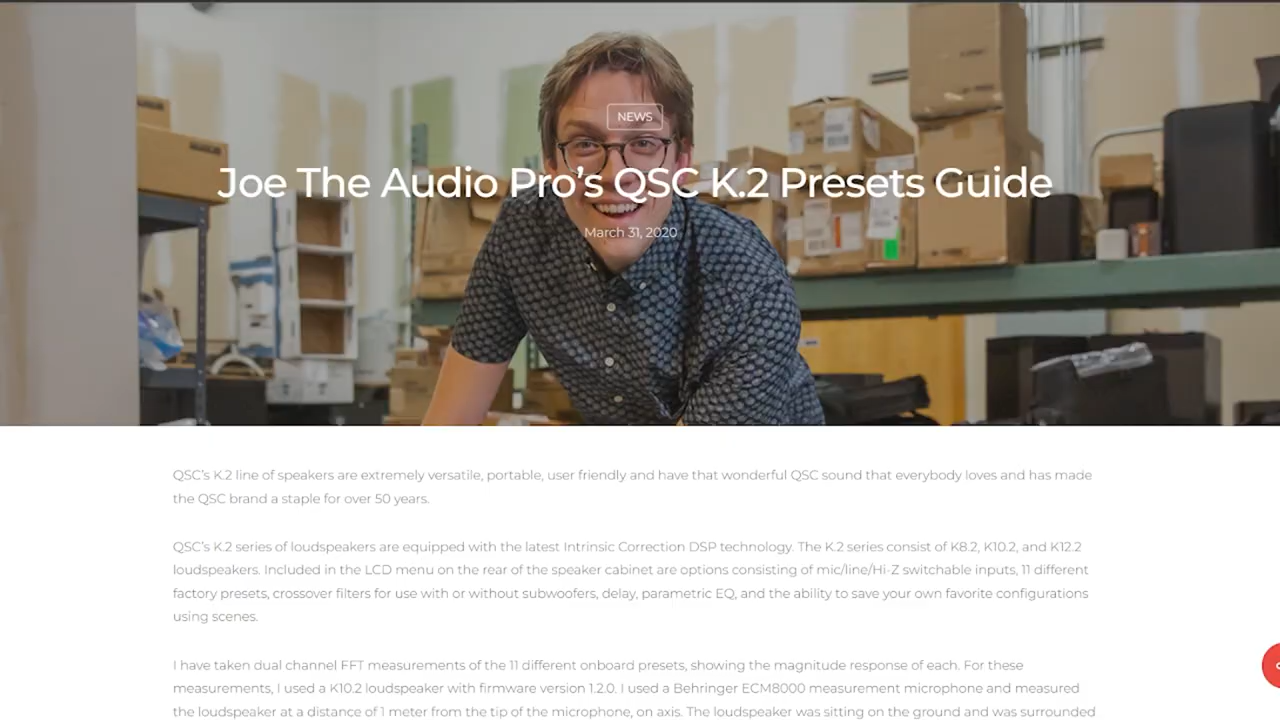 NEWS
Joe The Audio Pro’s QSC K.2 Presets Guide
March 31, 2020
QSC’s K.2 line of speakers are extremely versatile, portable, user friendly and have that wonderful QSC sound that everybody loves and has made
the QSC brand a staple for over 50 years.
QSC’s K.2 series of loudspeakers are equipped with the latest Intrinsic Correction DSP technology. The K.2 series consist of K8.2, K10.2, and K12.2
loudspeakers. Included in the LCD menu on the rear of the speaker cabinet are options consisting of mic/line/Hi-Z switchable inputs, 11 different
factory presets, crossover filters for use with or without subwoofers, delay, parametric EQ, and the ability to save your own favorite configurations
using scenes.
I have taken dual channel FFT measurements of the 11 different onboard presets, showing the magnitude response of each. For these
measurements, I used a K10.2 loudspeaker with firmware version 1.2.0. I used a Behringer ECM8000 measurement microphone and measured
the loudspeaker at a distance of 1 meter from the tip of the microphone, on axis. The loudspeaker was sitting on the ground and was surrounded